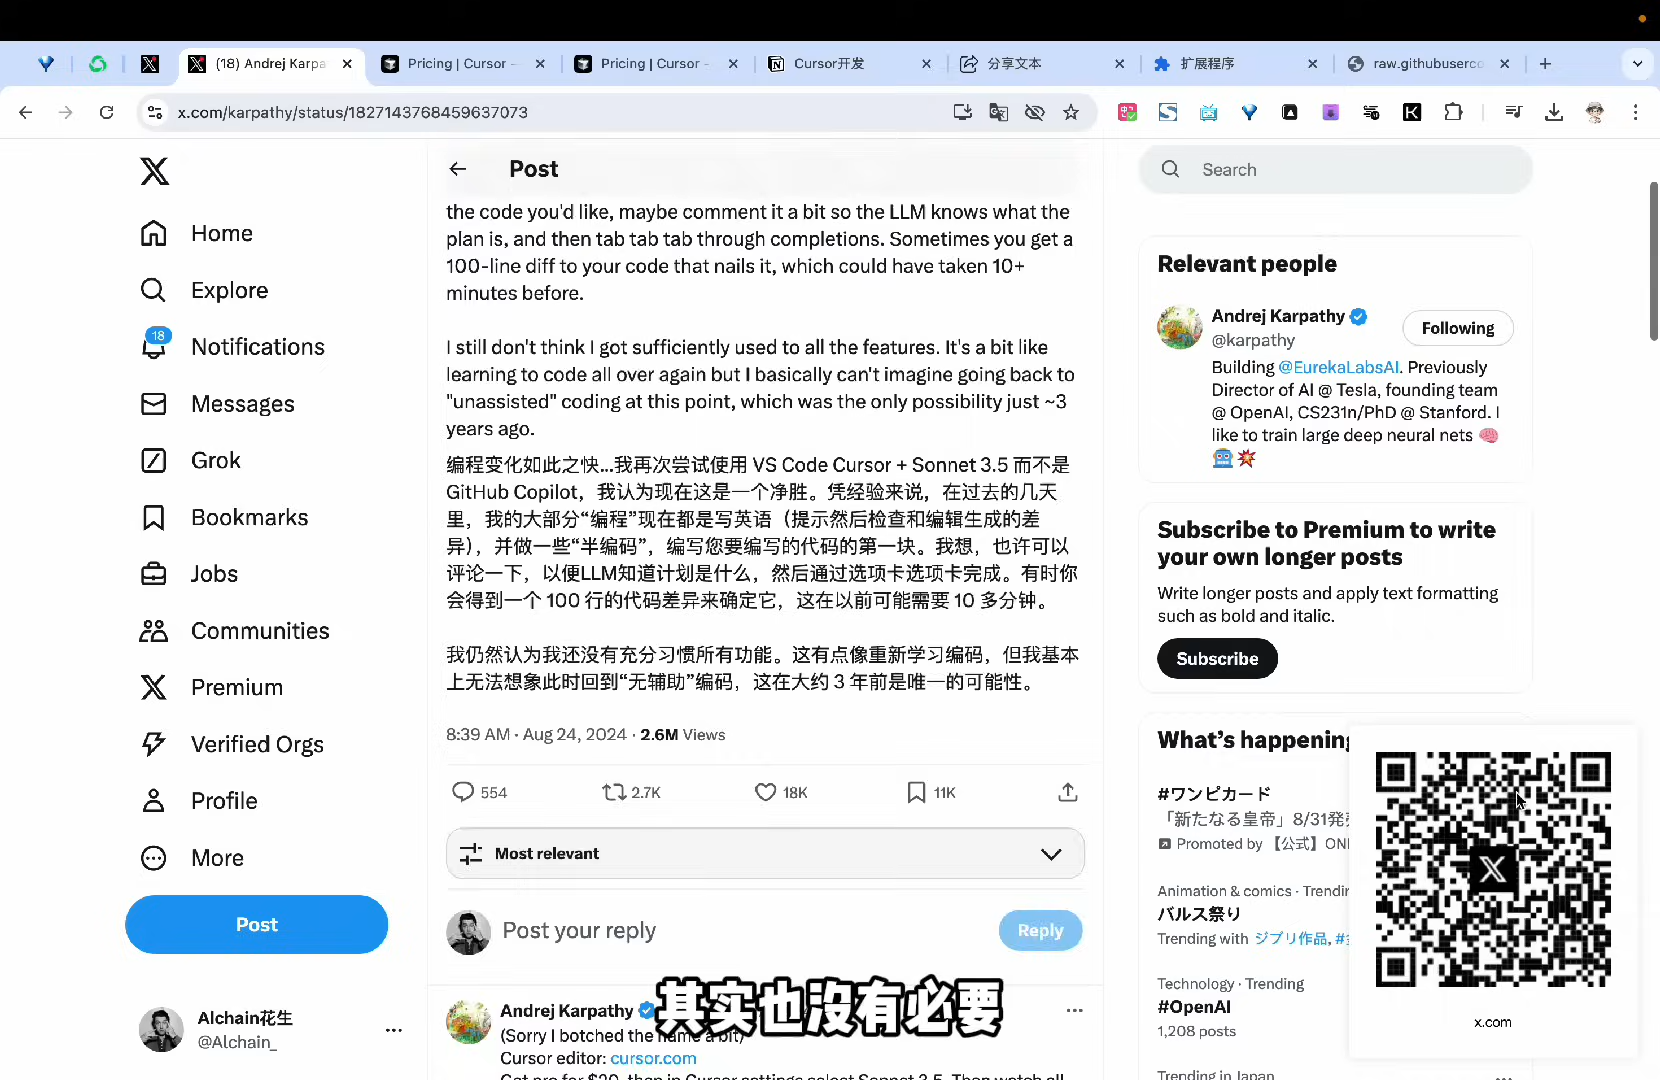 (18) Andrej Karpa
Pricing | Cursor -
Pricing | Cursor -
Cursor开发
分享文本
扩展程序
raw.githubuserco
x.com/karpathy/status/1827143768459637073
Post
Search
Home
Explore
18
Notifications
Messages
Grok
Bookmarks
Jobs
Communities
Premium
Verified Orgs
Profile
More
Post
Alchain花生
@Alchain_
the code you'd like, maybe comment it a bit so the LLM knows what the
plan is, and then tab tab tab through completions. Sometimes you get a
100-line diff to your code that nails it, which could have taken 10+
minutes before.
I still don't think I got sufficiently used to all the features. It's a bit like
learning to code all over again but I basically can't imagine going back to
"unassisted" coding at this point, which was the only possibility just ~3
years ago.
编程变化如此之快...我再次尝试使用 VS Code Cursor + Sonnet 3.5 而不是
GitHub Copilot，我认为现在这是一个净胜。凭经验来说，在过去的几天
里，我的大部分“编程”现在都是写英语（提示然后检查和编辑生成的差
异），并做一些“半编码”，编写您要编写的代码的第一块。我想，也许可以
评论一下，以便LLM知道计划是什么，然后通过选项卡选项卡完成。有时你
会得到一个 100 行的代码差异来确定它，这在以前可能需要 10 多分钟。
我仍然认为我还没有充分习惯所有功能。这有点像重新学习编码，但我基本
上无法想象此时回到“无辅助”编码，这在大约 3 年前是唯一的可能性。
8:39 AM · Aug 24, 2024 · 2.6M Views
554
2.7K
18K
11K
Most relevant
Post your reply
Reply
Andrej Karpathy
(Sorry I botched the name a bit)
Cursor editor: cursor.com
其实也没有必要
Relevant people
Andrej Karpathy
@karpathy
Following
Building @EurekaLabsAI. Previously
Director of AI @ Tesla, founding team
@ OpenAI, CS231n/PhD @ Stanford. I
like to train large deep neural nets
Subscribe to Premium to write
your own longer posts
Write longer posts and apply text formatting
such as bold and italic.
Subscribe
What's happening
#ワンピカード
「新たなる皇帝」8/31発売
Promoted by 【公式】ONE
Animation & comics · Trending
バルス祭り
Trending with ジブリ作品, #
Technology · Trending
#OpenAI
1,208 posts
Trending in Japan
x.com